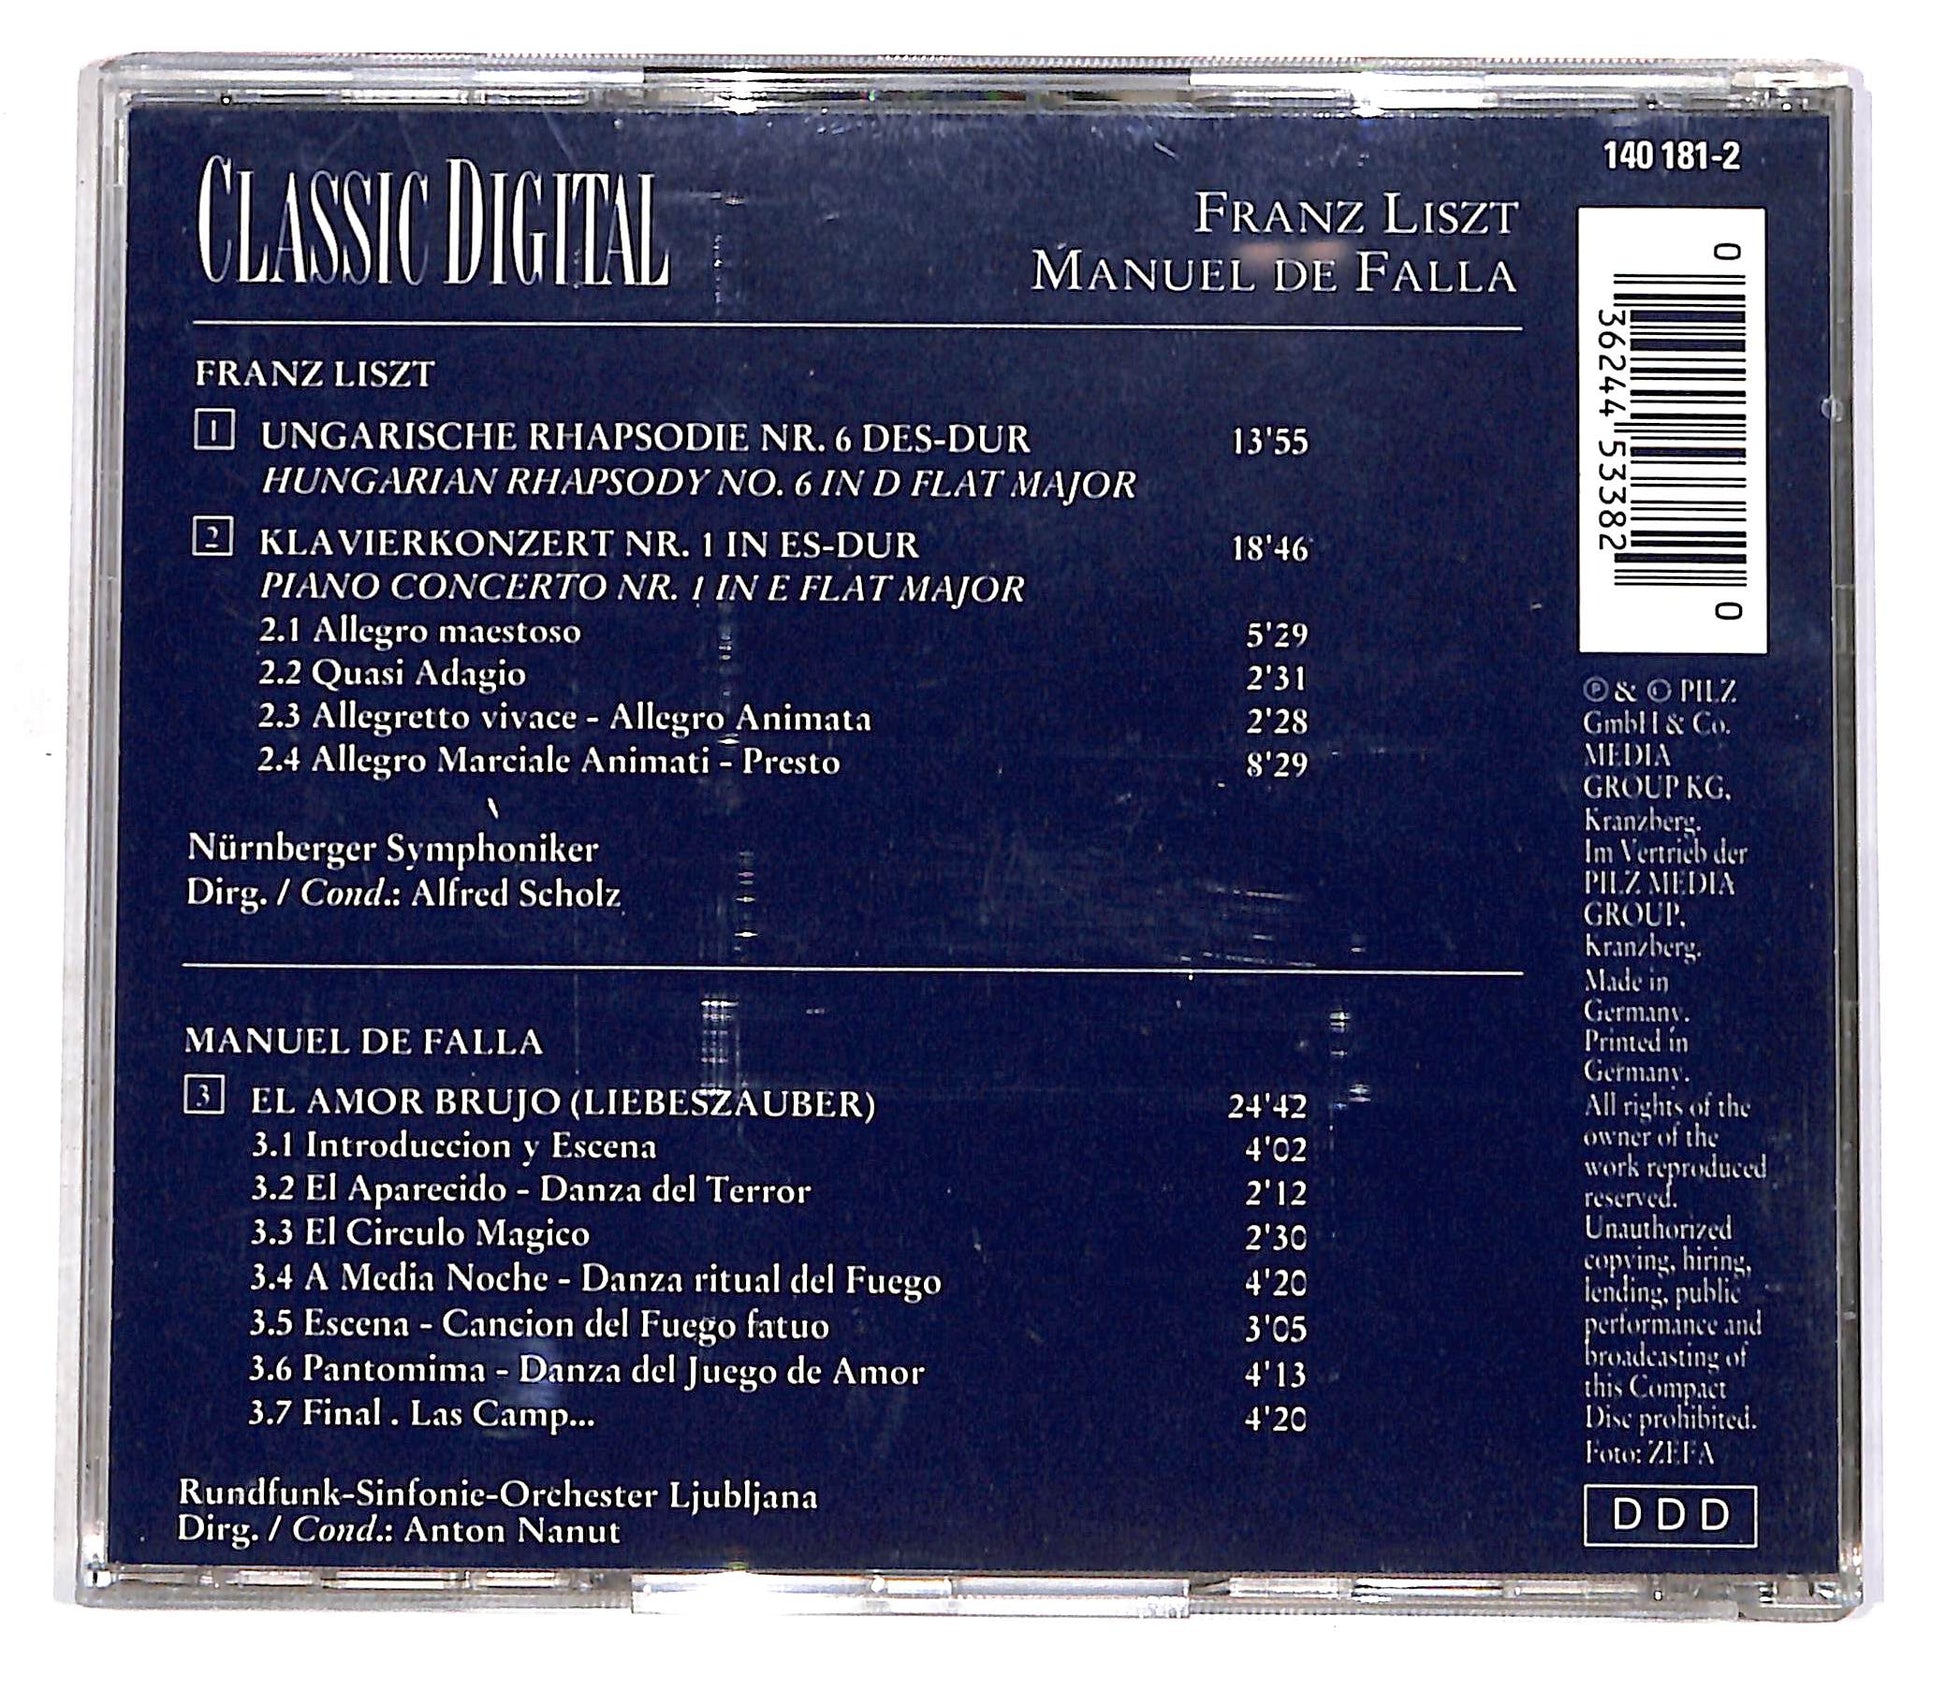 CLASSIC DIGITAL
FRANZ LISZT
MANUEL DE FALLA
FRANZ LISZT
1 UNGARISCHE RHAPSODIE NR. 6 DES-DUR 13'55
HUNGARIAN RHAPSODY NO. 6 IN D FLAT MAJOR
2 KLAVIERKONZERT NR. 1 IN ES-DUR 18'46
PIANO CONCERTO NR. 1 IN E FLAT MAJOR
2.1 Allegro maestoso 5'29
2.2 Quasi Adagio 2'31
2.3 Allegretto vivace - Allegro Animata 2'28
2.4 Allegro Marciale Animati - Presto 8'29
Nürnberger Symphoniker
Dirg. / Cond.: Alfred Scholz
MANUEL DE FALLA
3 EL AMOR BRUJO (LIEBESZAUBER) 24'42
3.1 Introduccion y Escena 4'02
3.2 El Aparecido - Danza del Terror 2'12
3.3 El Circulo Magico 2'30
3.4 A Media Noche - Danza ritual del Fuego 4'20
3.5 Escena - Cancion del Fuego fatuo 3'05
3.6 Pantomima - Danza del Juego de Amor 4'13
3.7 Final . Las Camp... 4'20
Rundfunk-Sinfonie-Orchester Ljubljana
Dirg. / Cond.: Anton Nanut
140 181-2
0 36244 53382 0
℗ & © PILZ
GmbH & Co.
MEDIA
GROUP KG,
Kranzberg.
Im Vertrieb der
PILZ MEDIA
GROUP,
Kranzberg.
Made in
Germany.
Printed in
Germany.
All rights of the
owner of the
work reproduced
reserved.
Unauthorized
copying, hiring,
lending, public
performance and
broadcasting of
this Compact
Disc prohibited.
Foto: ZEFA
DDD